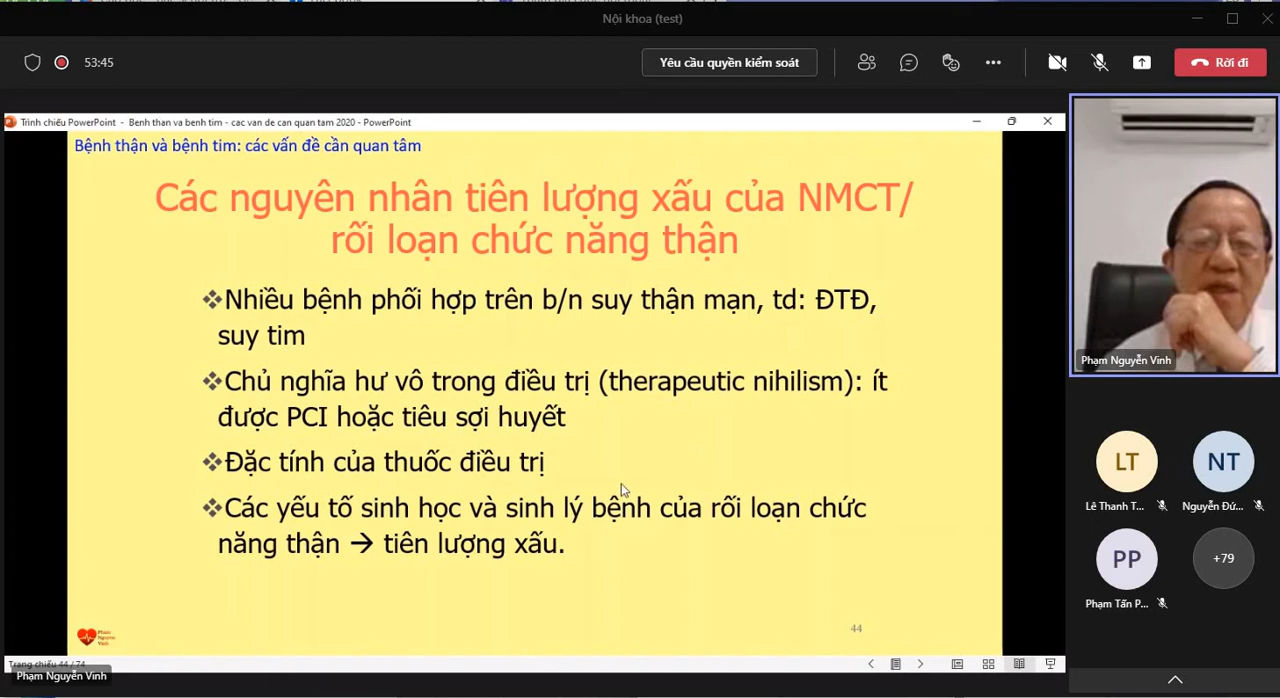 Nội khoa (test)
53:45
Yêu cầu quyền kiểm soát
Rời đi
Trình chiếu PowerPoint - Benh than va benh tim - cac van de can quan tam 2020 - PowerPoint
Bệnh thận và bệnh tim: các vấn đề cần quan tâm
Các nguyên nhân tiên lượng xấu của NMCT/
rối loạn chức năng thận
❖Nhiều bệnh phối hợp trên b/n suy thận mạn, td: ĐTĐ,
suy tim
❖Chủ nghĩa hư vô trong điều trị (therapeutic nihilism): ít
được PCI hoặc tiêu sợi huyết
❖Đặc tính của thuốc điều trị
❖Các yếu tố sinh học và sinh lý bệnh của rối loạn chức
năng thận → tiên lượng xấu.
Phạm Nguyễn Vinh
44
Trang chiếu 44 / 74
Phạm Nguyễn Vinh
Phạm Nguyễn Vinh
LT
NT
Lê Thanh T...
Nguyễn Đứ...
PP
+79
Phạm Tấn P...